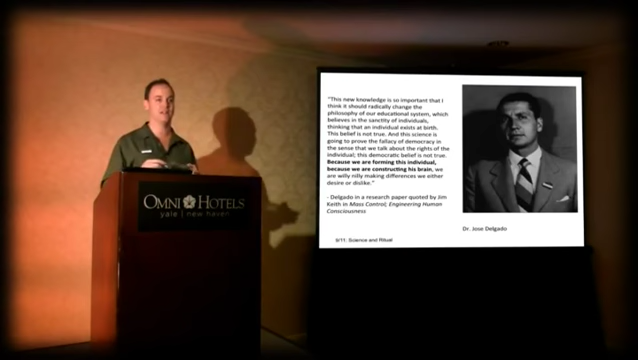 "This new knowledge is so important that I
think it should radically change the
philosophy of our educational system, which
believes in the sanctity of individuals,
thinking that an individual exists at birth.
This belief is not true. And this science is
going to prove the fallacy of democracy in
the sense that we talk about the rights of the
individual; this democratic belief is not true.
Because we are forming this individual,
because we are constructing his brain, we
are willy nilly making differences we either
desire or dislike."
- Delgado in a research paper quoted by Jim
Keith in Mass Control; Engineering Human
Consciousness
Dr. Jose Delgado
9/11: Science and Ritual
OMNI HOTELS
yale | new haven